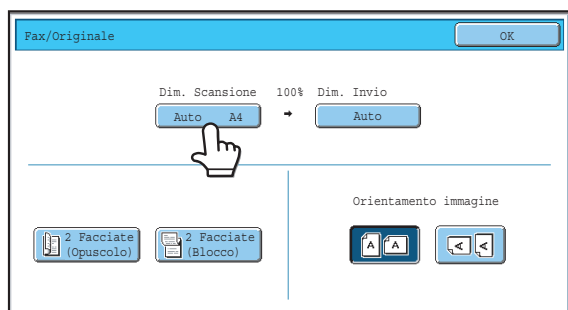 Fax/Originale OK
Dim. Scansione 100% Dim. Invio
Auto A4 Auto
Orientamento immagine
2 Facciate
(Opuscolo)
2 Facciate
(Blocco)
A A A A